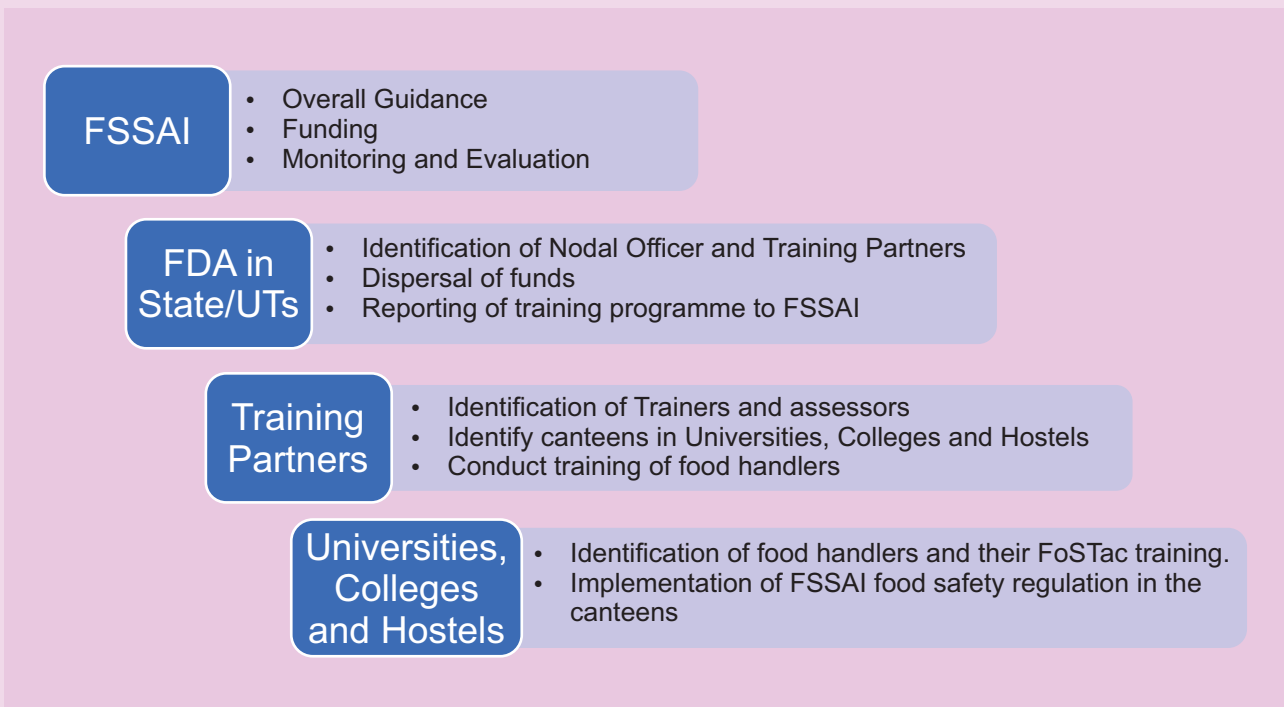 FSSAI
• Overall Guidance
• Funding
• Monitoring and Evaluation
FDA in
State/UTs
• Identification of Nodal Officer and Training Partners
• Dispersal of funds
• Reporting of training programme to FSSAI
Training
Partners
• Identification of Trainers and assessors
• Identify canteens in Universities, Colleges and Hostels
• Conduct training of food handlers
Universities,
Colleges
and Hostels
• Identification of food handlers and their FoSTac training.
• Implementation of FSSAI food safety regulation in the
canteens